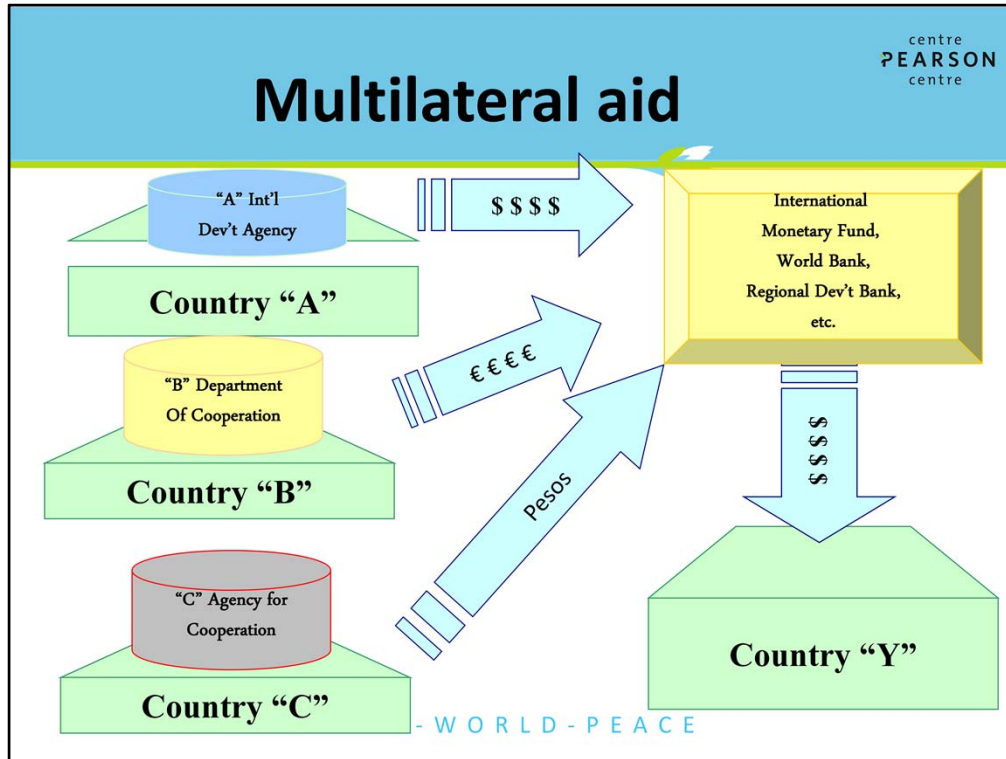 centre
PEARSON
centre
Multilateral aid
“A” Int’l
Dev’t Agency
$ $ $ $
International
Monetary Fund,
World Bank,
Regional Dev’t Bank,
etc.
Country “A”
“B” Department
Of Cooperation
€ € € €
Country “B”
Pesos
$ $ $ $
“C” Agency for
Cooperation
Country “C”
Country “Y”
- W O R L D - P E A C E